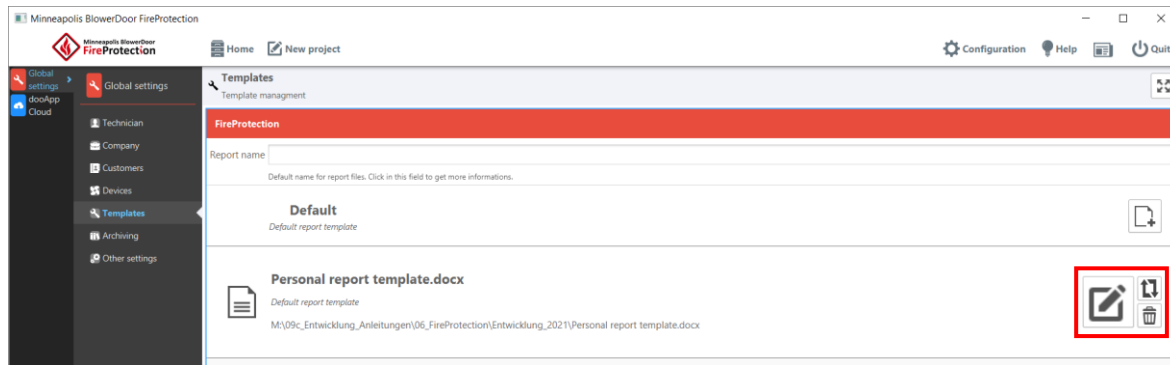 Minneapolis BlowerDoor FireProtection
Minneapolis BlowerDoor
FireProtection
Home
New project
Configuration
Help
Quit
Global
settings
dooApp
Cloud
Global settings
Technician
Company
Customers
Devices
Templates
Archiving
Other settings
Templates
Template managment
FireProtection
Report name
Default name for report files. Click in this field to get more informations.
Default
Default report template
Personal report template.docx
Default report template
M:\09c_Entwicklung_Anleitungen\06_FireProtection\Entwicklung_2021\Personal report template.docx